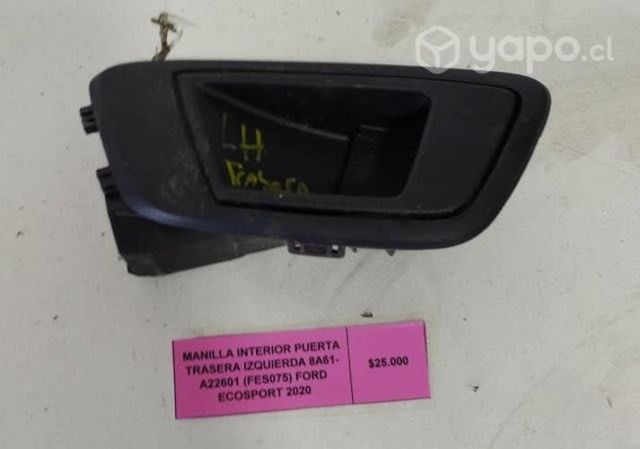 yapo.cl
LH
Trasera
MANILLA INTERIOR PUERTA
TRASERA IZQUIERDA 8A61-
A22601 (FES075) FORD
ECOSPORT 2020
$25.000